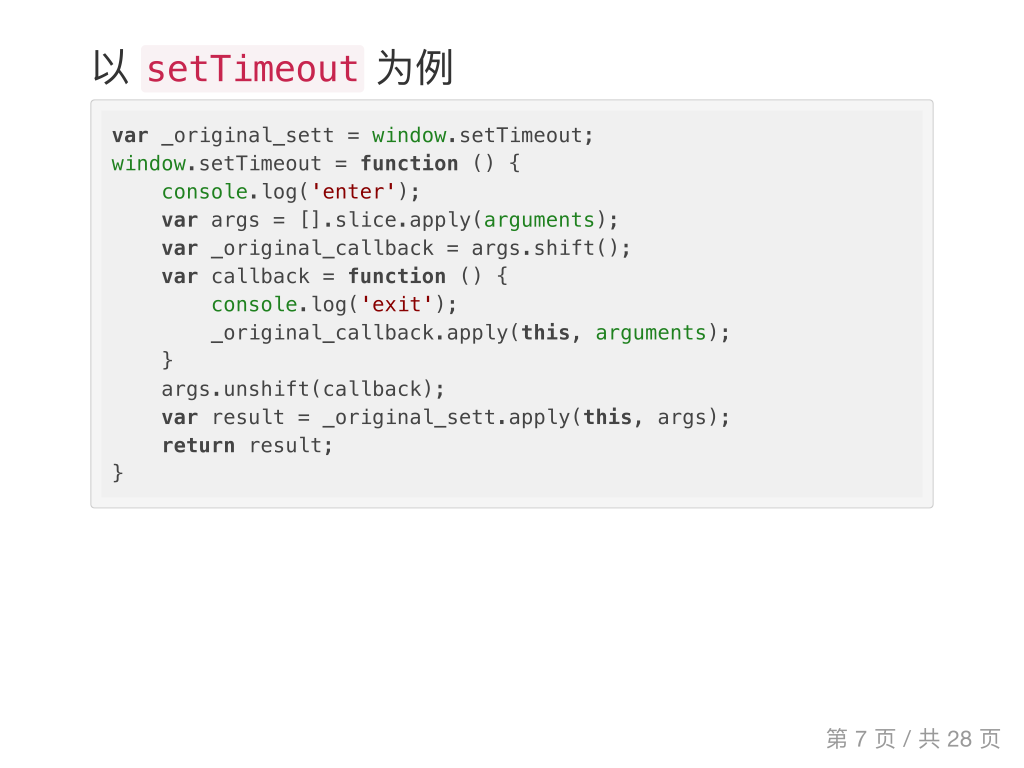 以 setTimeout 为例
var _original_sett = window.setTimeout;
window.setTimeout = function () {
    console.log('enter');
    var args = [].slice.apply(arguments);
    var _original_callback = args.shift();
    var callback = function () {
        console.log('exit');
        _original_callback.apply(this, arguments);
    }
    args.unshift(callback);
    var result = _original_sett.apply(this, args);
    return result;
}
第 7 页 / 共 28 页